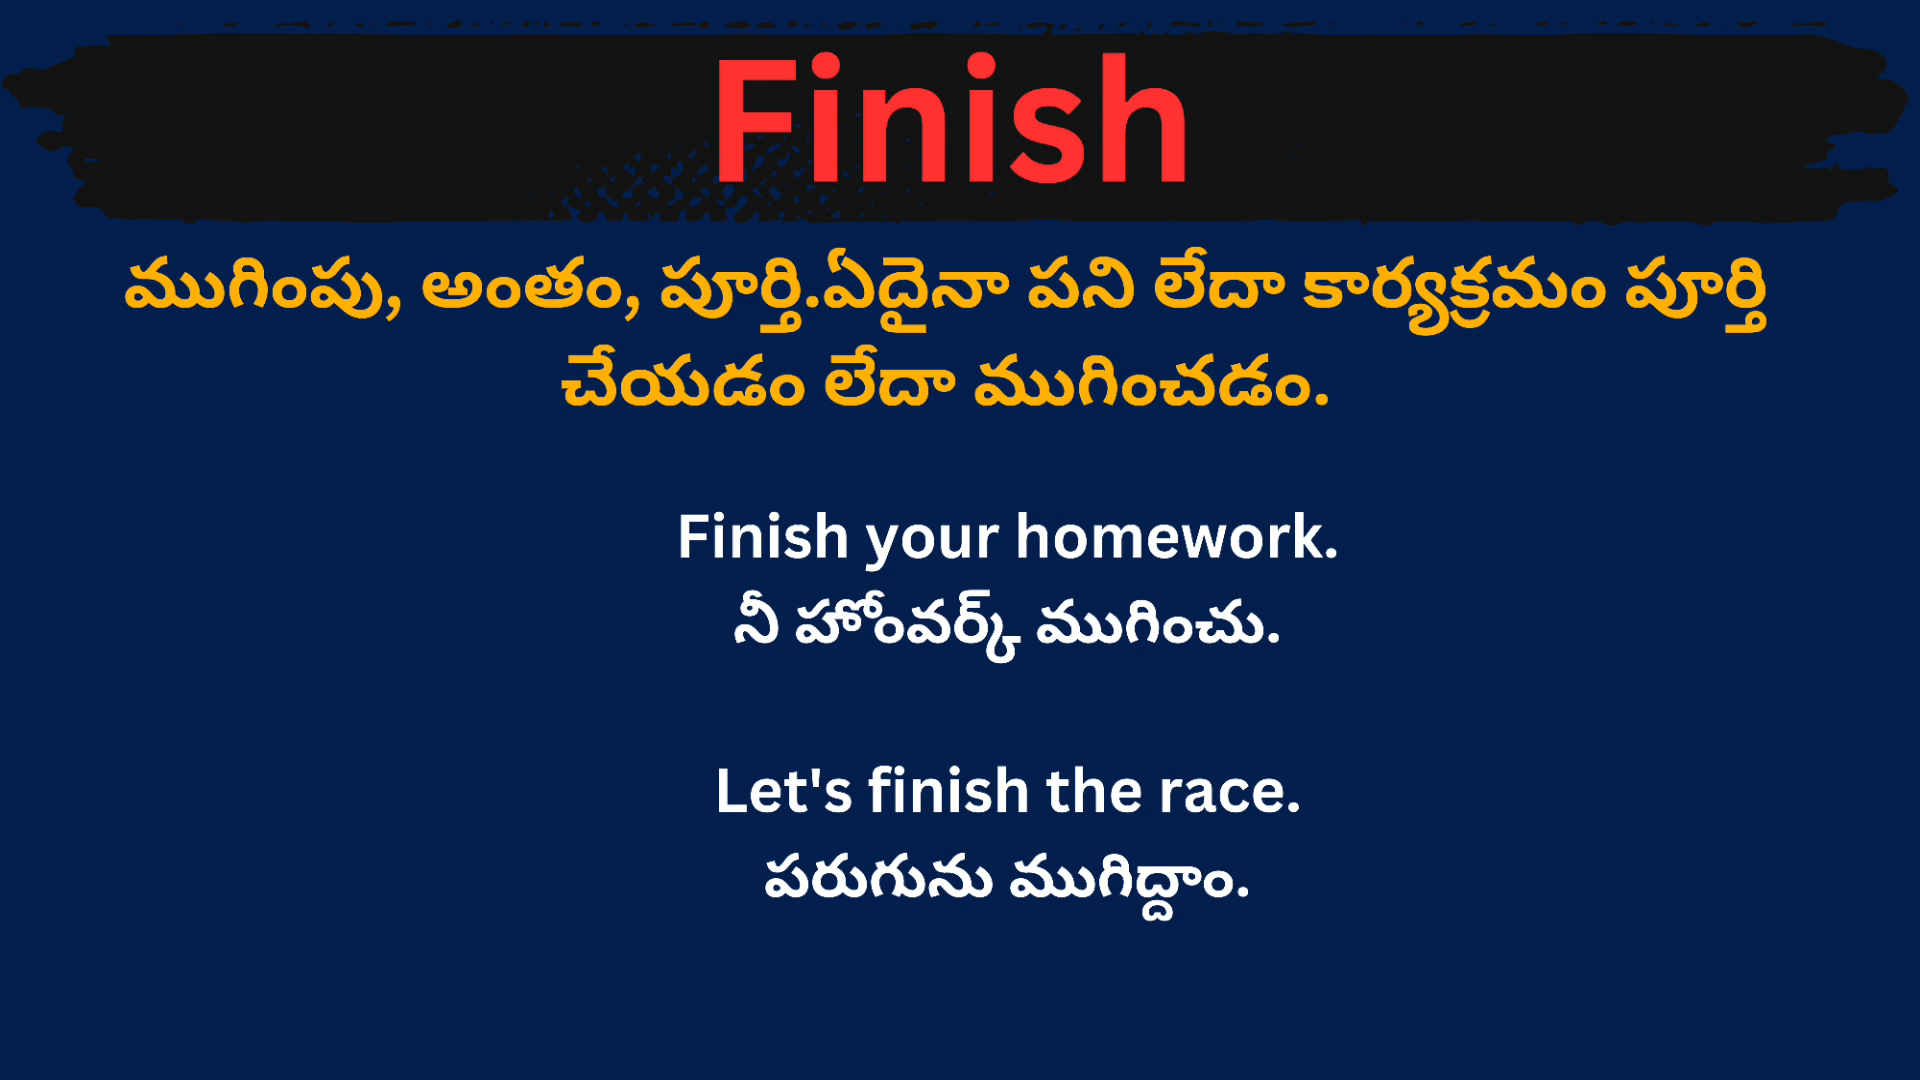 Finish
ముగింపు, అంతం, పూర్తి.ఏదైనా పని లేదా కార్యక్రమం పూర్తి
చేయడం లేదా ముగించడం.
Finish your homework.
నీ హోంవర్క్ ముగించు.
Let's finish the race.
పరుగును ముగిద్దాం.